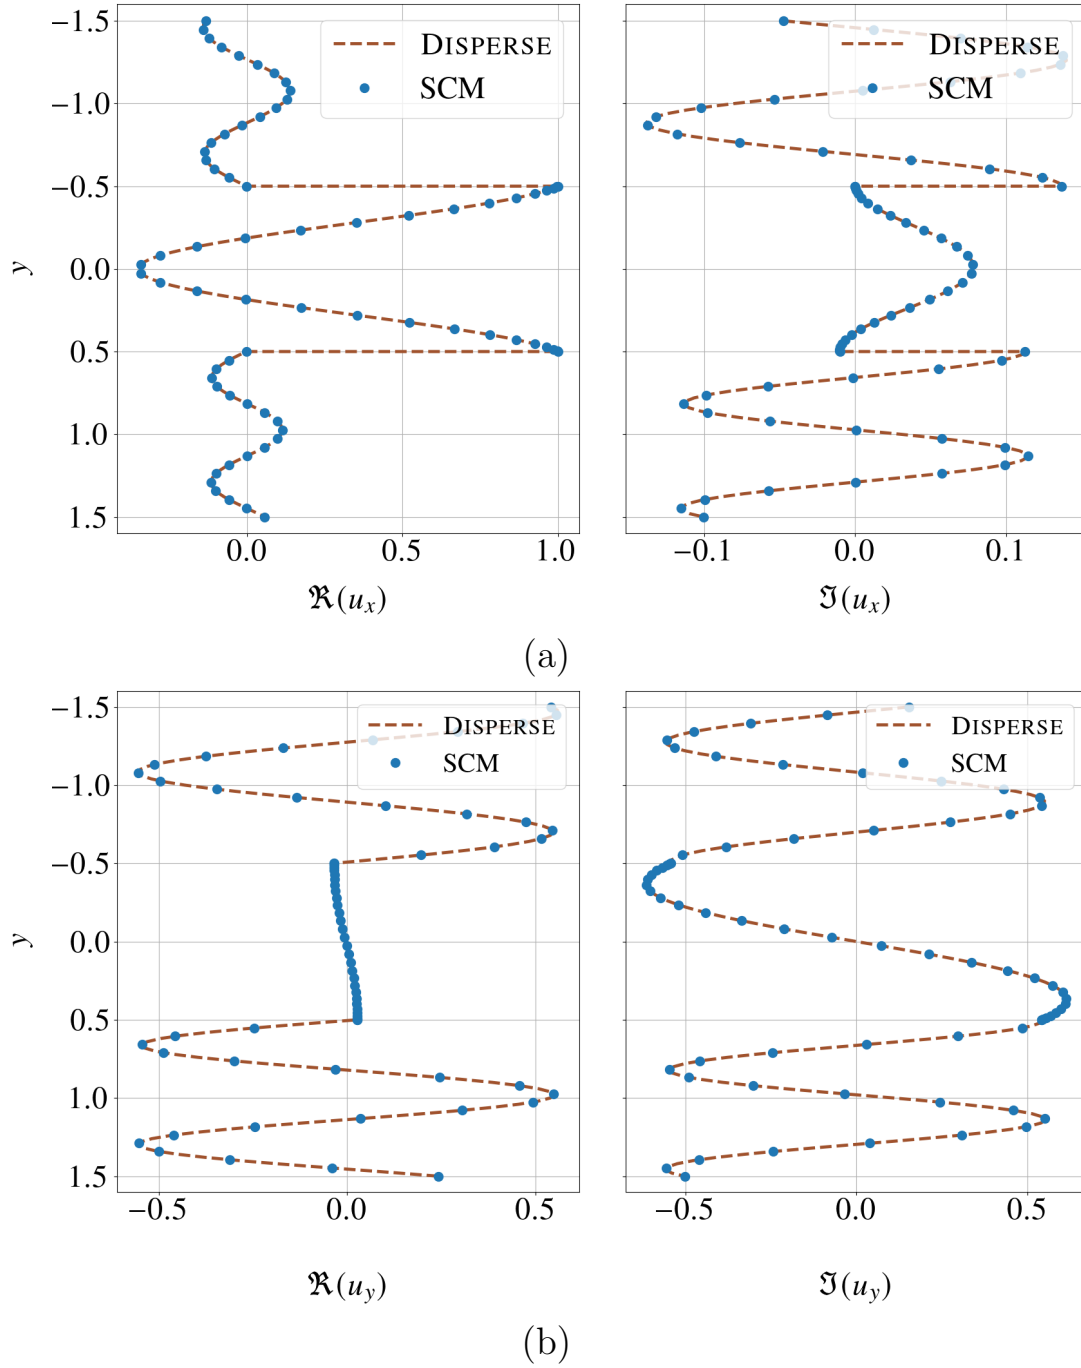 DISPERSE
SCM
DISPERSE
SCM
−1.5
−1.0
−0.5
0.0
0.5
1.0
1.5
y
0.0 0.5 1.0
−0.1 0.0 0.1
ℜ(u_x)
ℑ(u_x)
(a)
DISPERSE
SCM
DISPERSE
SCM
−1.5
−1.0
−0.5
0.0
0.5
1.0
1.5
y
−0.5 0.0 0.5
−0.5 0.0 0.5
ℜ(u_y)
ℑ(u_y)
(b)